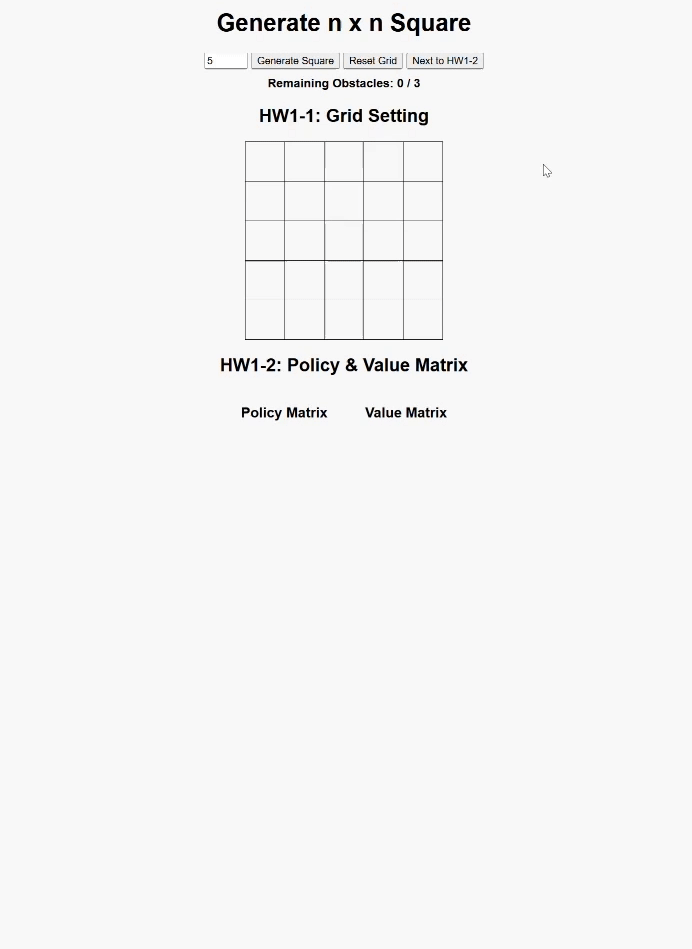 Generate n x n Square
5 Generate Square Reset Grid Next to HW1-2
Remaining Obstacles: 0 / 3
HW1-1: Grid Setting
HW1-2: Policy & Value Matrix
Policy Matrix Value Matrix